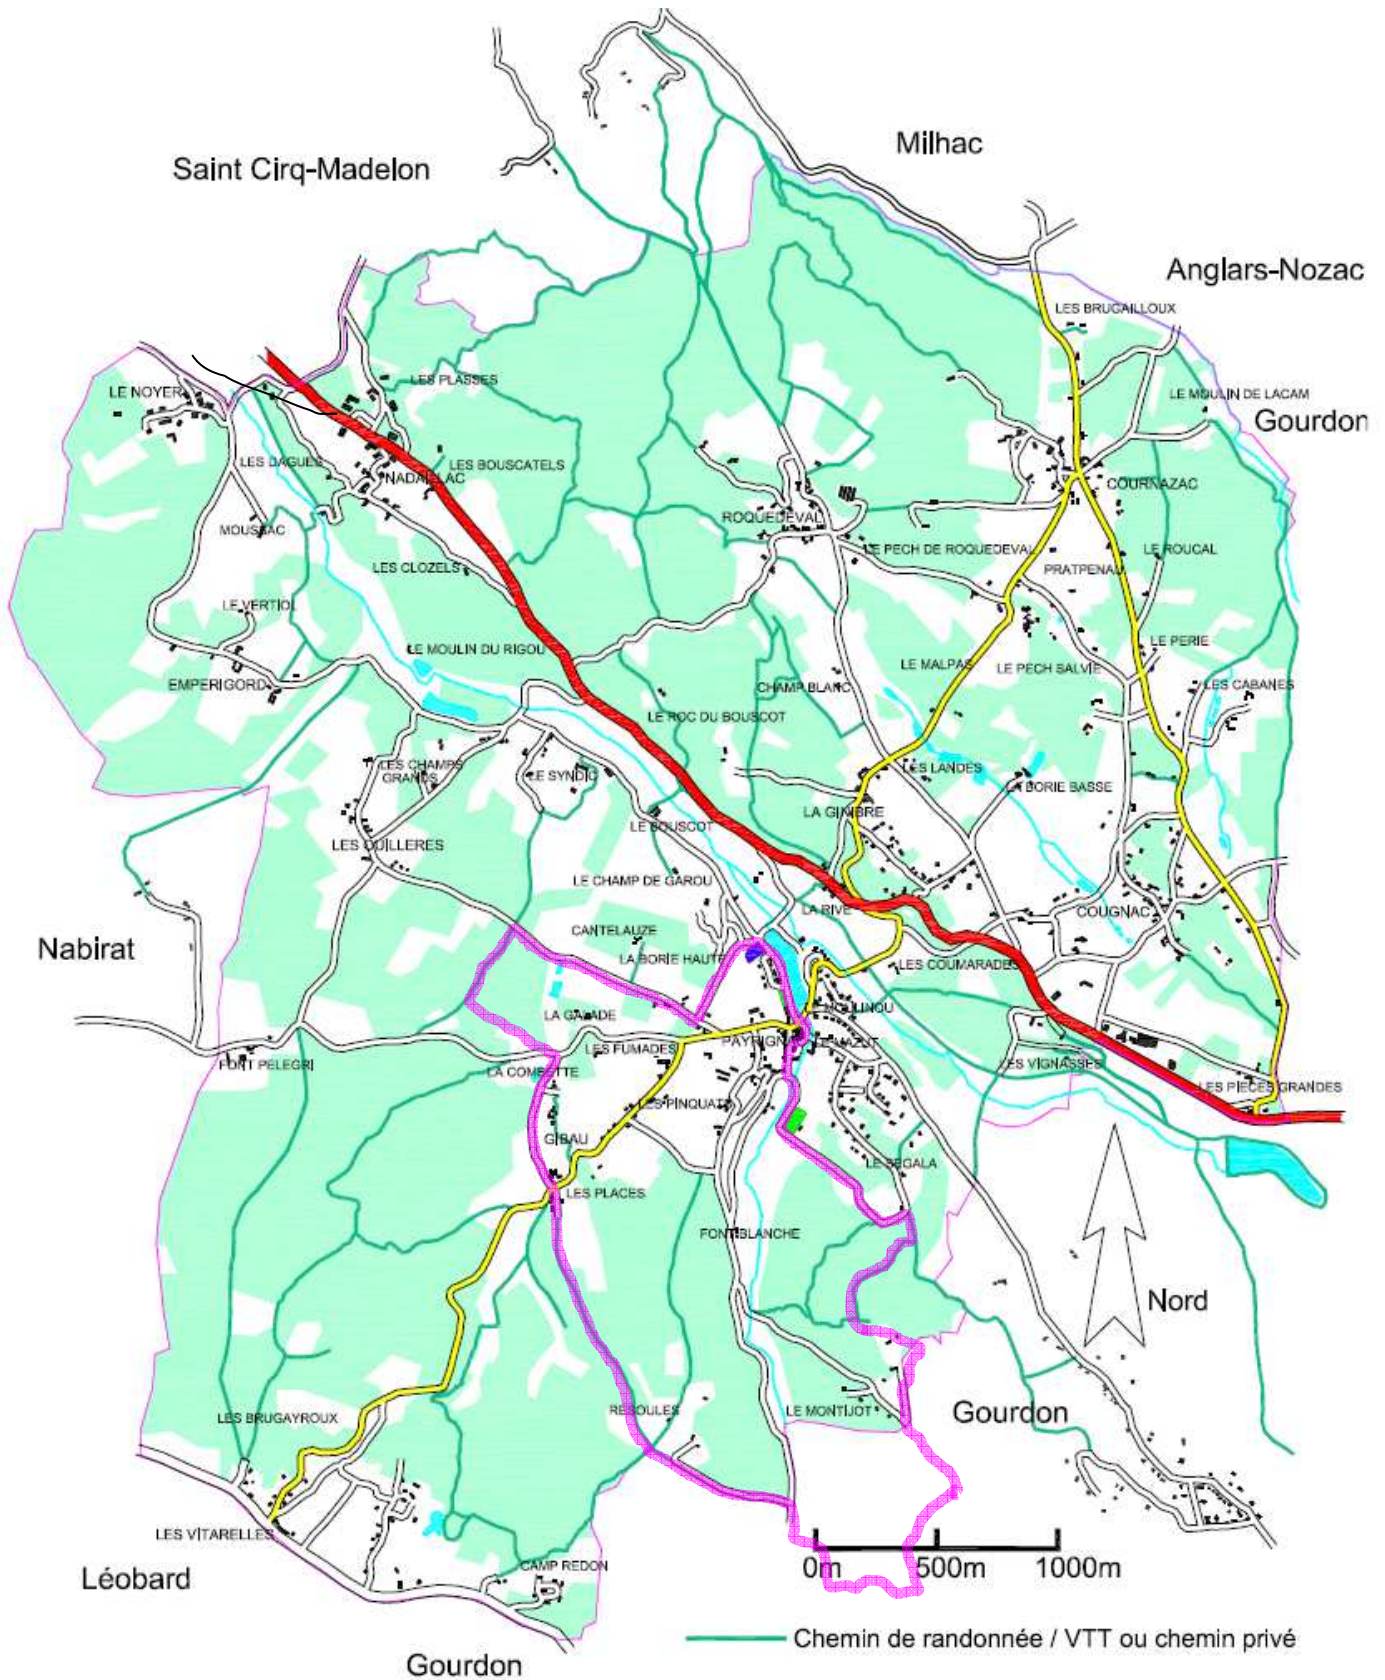 Milhac
Saint Cirq-Madelon
Anglars-Nozac
LES BRUGAILLOUX
LES PLASSES
LE NOYER
LE MOULIN DE LACAM
Gourdon
LES DAGUES
LES BOUSCATELS
NADAILLAC
COURNAZAC
ROQUEDEVAL
MOUSSAC
LE PECH DE ROQUEDEVAL
LE ROUCAL
LES CLOZELS
PRATPENAU
LE VERTIOL
LE PERIE
LE MOULIN DU RIGOU
LE MALPAS
LE PECH SALVIE
EMPERIGORD
CHAMP BLANC
LES CABANES
LE ROC DU BOUSCOT
LES CHAMPS
GRANDS
LE SYNDIC
LES LANDES
LA BORIE BASSE
LA GINIBRE
LE BOUSCOT
LES OUILLERES
LE CHAMP DE GAROU
LA RIVE
COUGNAC
CANTELAUZE
Nabirat
LA BORIE HAUTE
LES COUMARADES
LA GALADE
LE MOULINOU
PAYRIGNAC
LE MAZUT
LES FUMADES
FONT PELEGRI
LA COMBETTE
LES VIGNASSES
LES PIECES GRANDES
LES PINQUATS
GIBAU
LE SEGALA
LES PLACES
FONT BLANCHE
Nord
RESOULES
LE MONTIJOT
Gourdon
LES BRUGAYROUX
LES VITARELLES
0m
500m
1000m
CAMP REDON
Léobard
Chemin de randonnée / VTT ou chemin privé
Gourdon